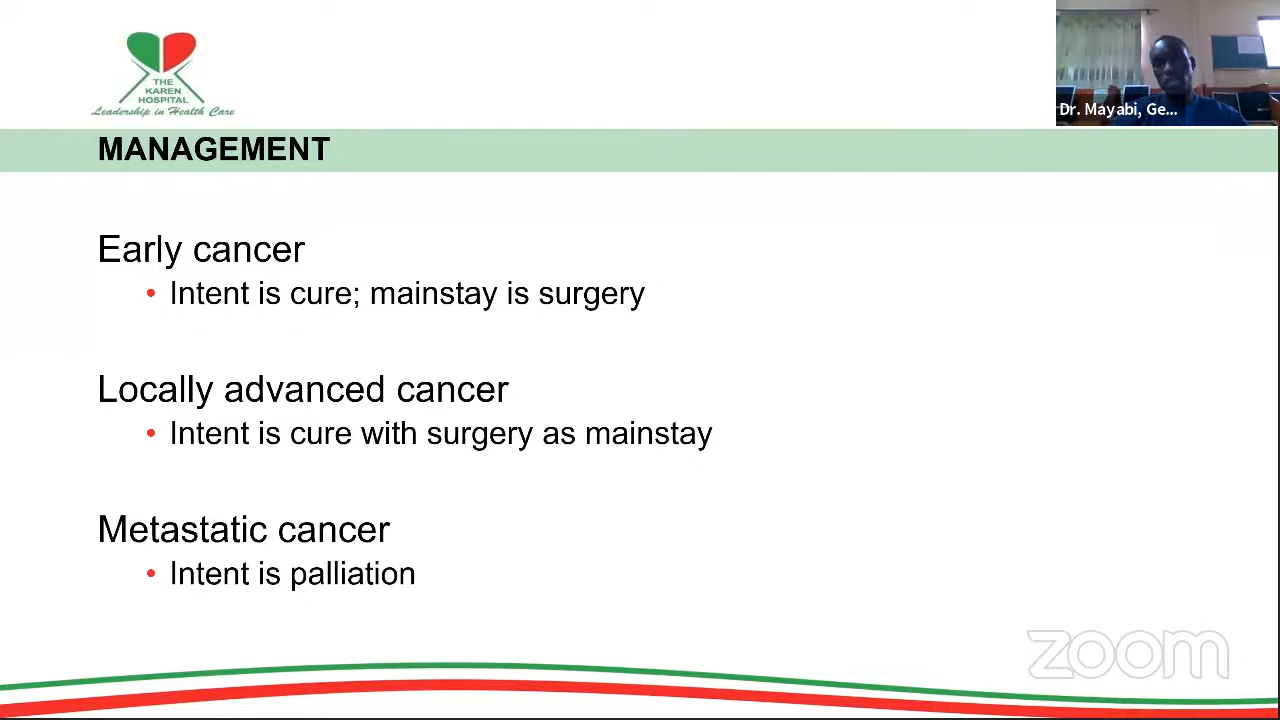 THE
KAREN
HOSPITAL
Leadership in Health Care
Dr. Mayabi, Ge...
MANAGEMENT
Early cancer
• Intent is cure; mainstay is surgery
Locally advanced cancer
• Intent is cure with surgery as mainstay
Metastatic cancer
• Intent is palliation
zoom